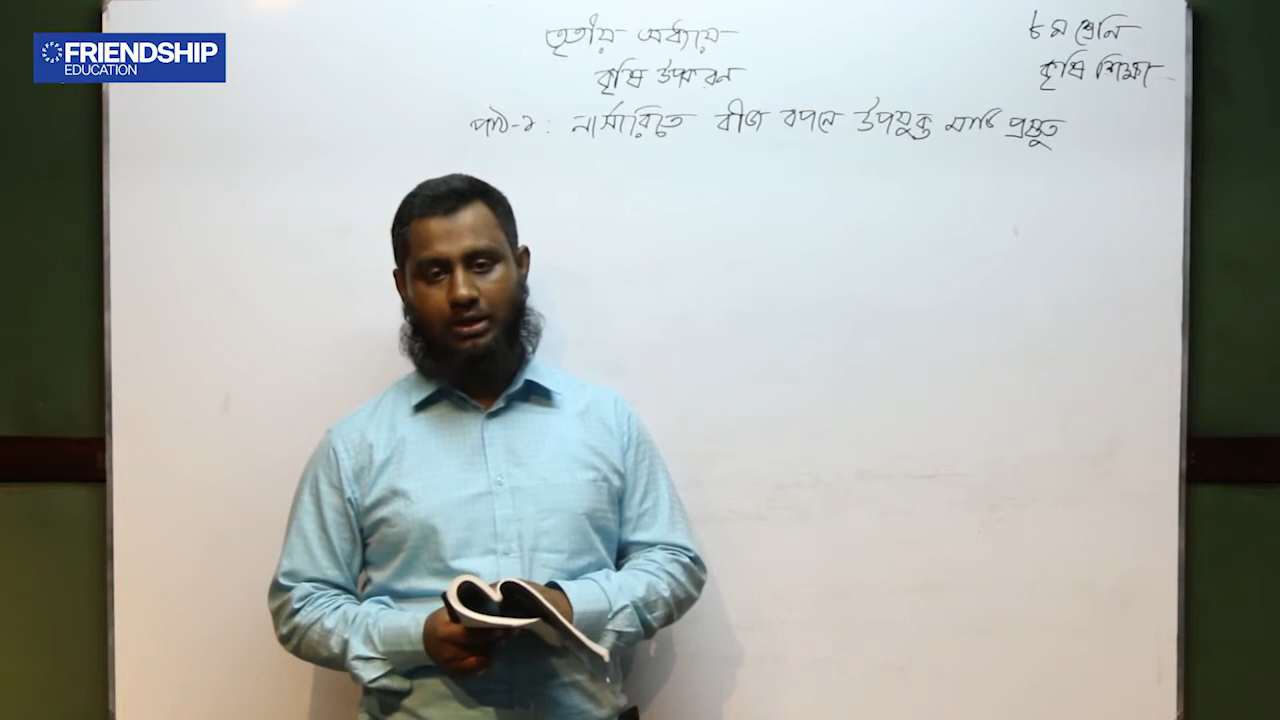 FRIENDSHIP
EDUCATION
তৃতীয় অধ্যায়
কৃষি উপকরণ
৮ম শ্রেণি
কৃষি শিক্ষা
পাঠ-১: নার্সারিতে বীজ বপনে উপযুক্ত মাটি প্রস্তুত